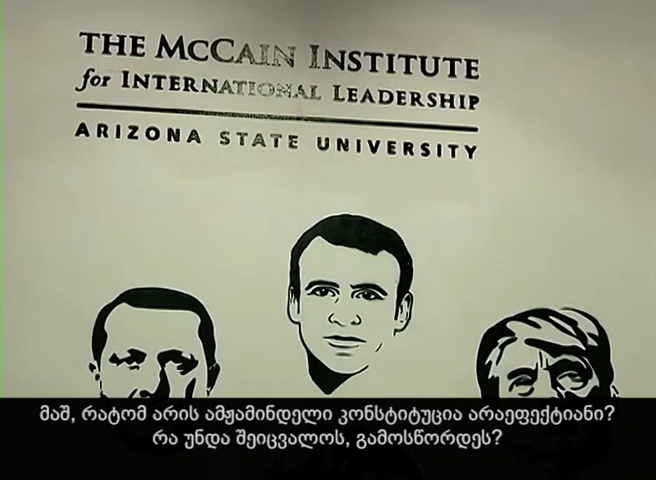 THE MCCAIN INSTITUTE
for INTERNATIONAL LEADERSHIP
ARIZONA STATE UNIVERSITY
მაშ, რატომ არის ამჟამინდელი კონსტიტუცია არაეფექტიანი?
რა უნდა შეიცვალოს, გამოსწორდეს?